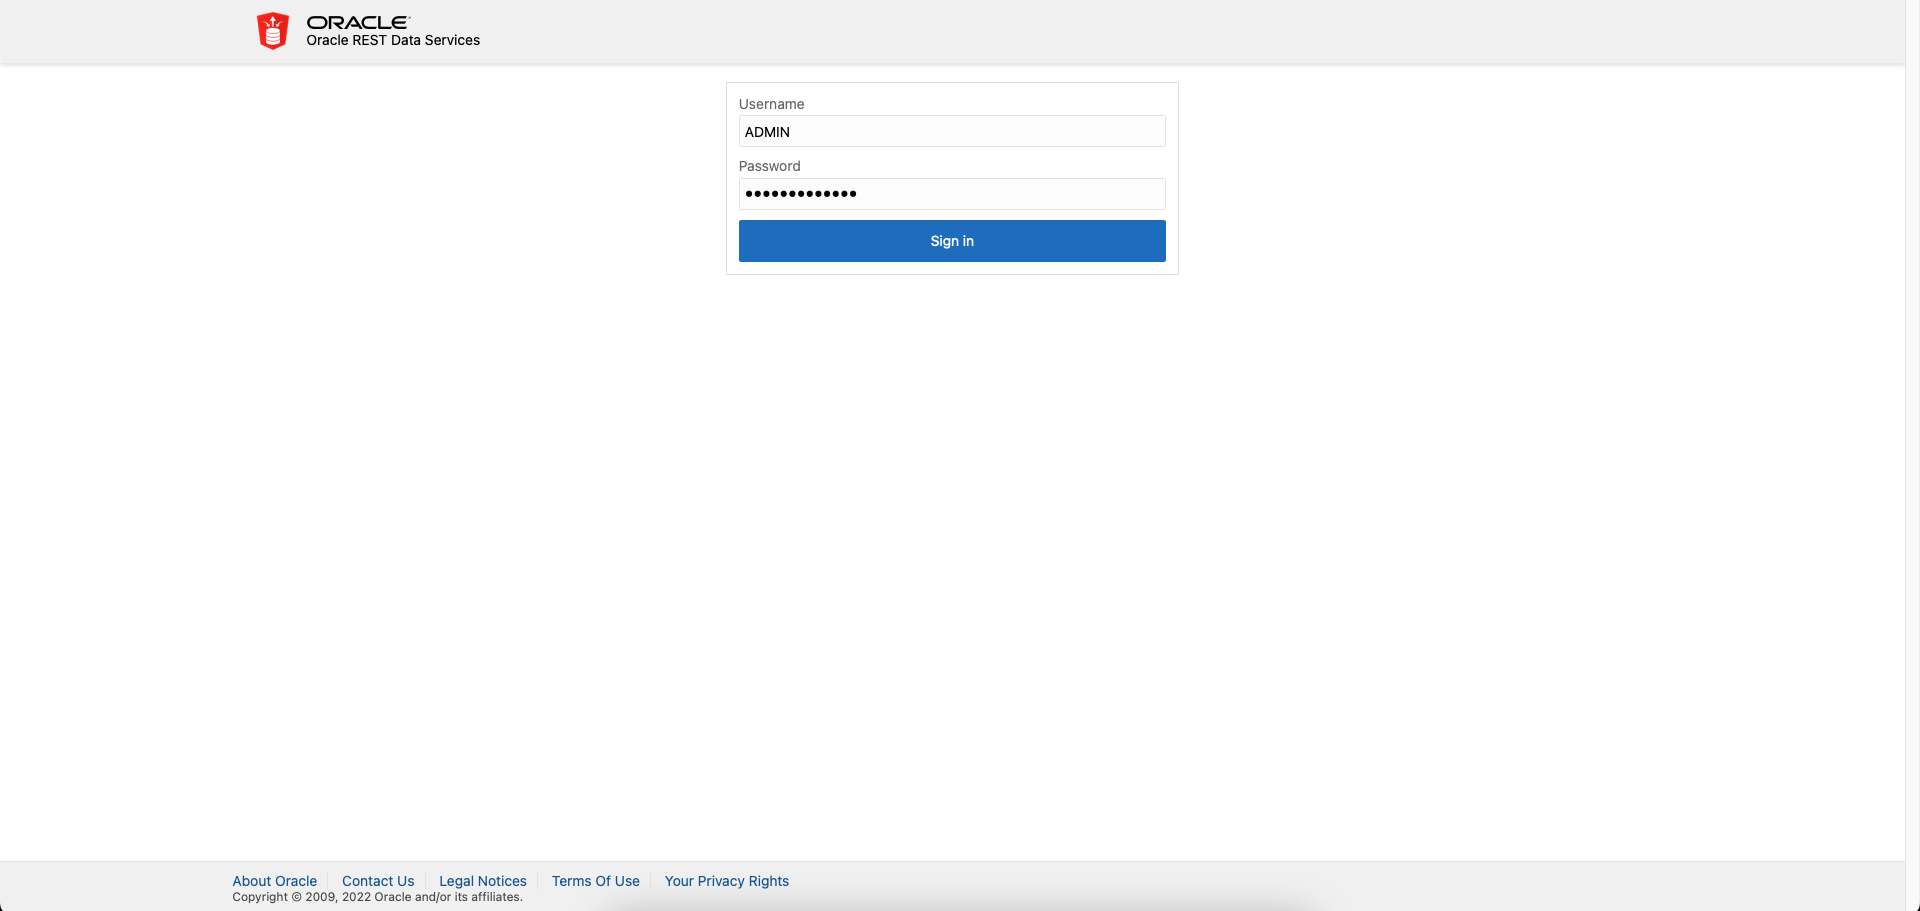 ORACLE
Oracle REST Data Services
Username
ADMIN
Password
•••••••••••••
Sign in
About Oracle Contact Us Legal Notices Terms Of Use Your Privacy Rights
Copyright © 2009, 2022 Oracle and/or its affiliates.